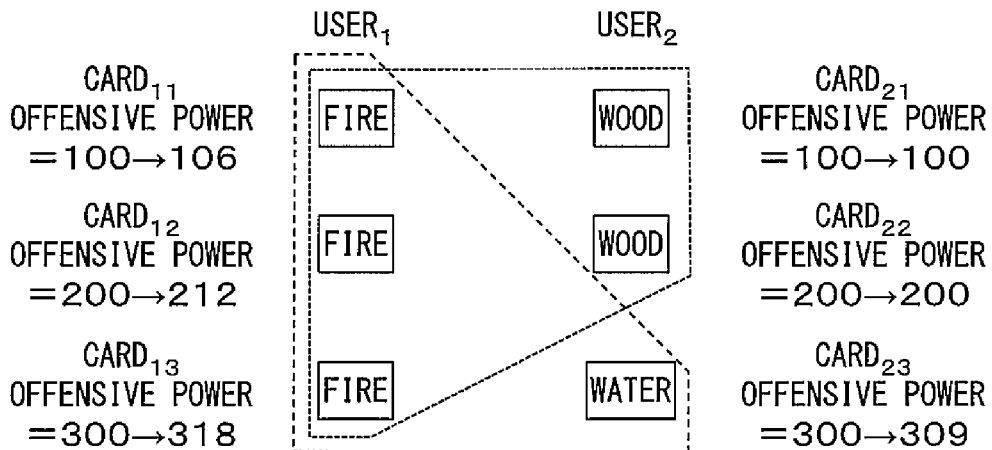 USER₁
USER₂
CARD₁₁
OFFENSIVE POWER
=100→106
FIRE
WOOD
CARD₂₁
OFFENSIVE POWER
=100→100
CARD₁₂
OFFENSIVE POWER
=200→212
FIRE
WOOD
CARD₂₂
OFFENSIVE POWER
=200→200
CARD₁₃
OFFENSIVE POWER
=300→318
FIRE
WATER
CARD₂₃
OFFENSIVE POWER
=300→309